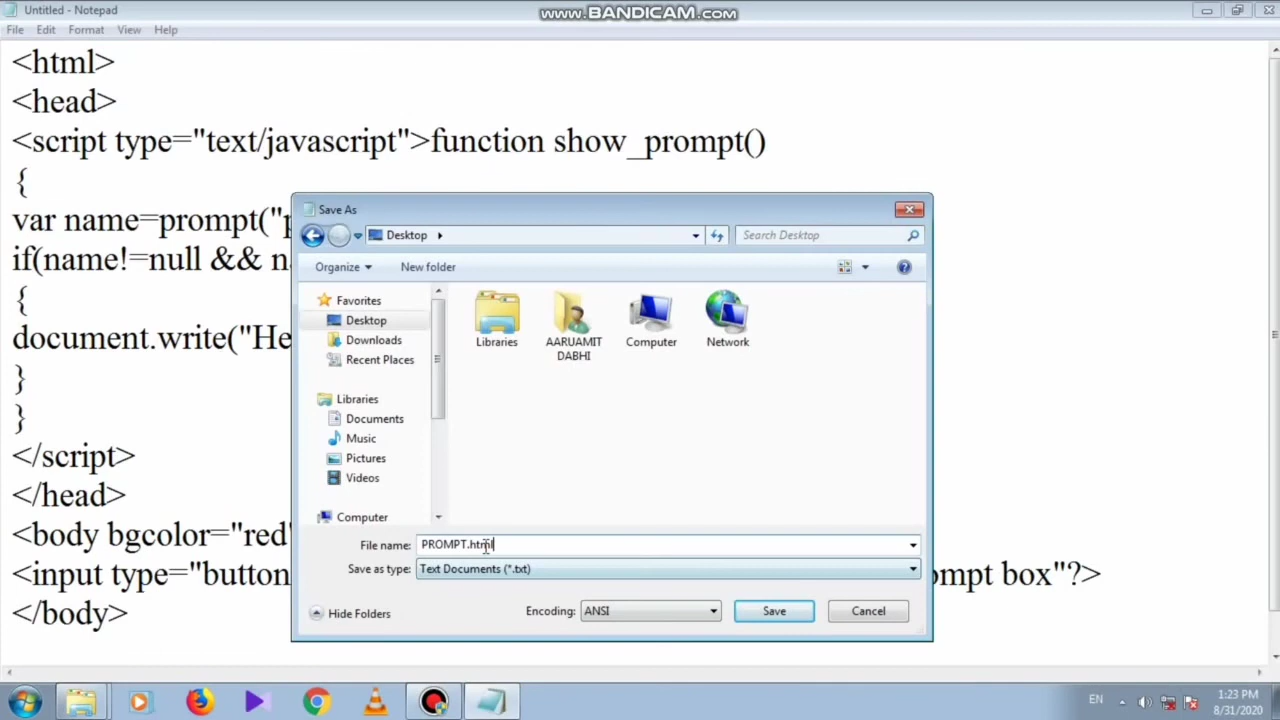 Untitled - Notepad
www.BANDICAM.com
File Edit Format View Help
<html>
<head>
<script type="text/javascript">function show_prompt()
{
var name=prompt("p
if(name!=null && na
{
document.write("He
}
}
</script>
</head>
<body bgcolor="red"
<input type="button
mpt box"?>
</body>
Save As
Desktop
Search Desktop
Organize New folder
Favorites
Desktop
Downloads
Recent Places
Libraries
Documents
Music
Pictures
Videos
Computer
Libraries
AARUAMIT DABHI
Computer
Network
File name: PROMPT.html
Save as type: Text Documents (*.txt)
Hide Folders
Encoding: ANSI
Save
Cancel
EN
1:23 PM
8/31/2020